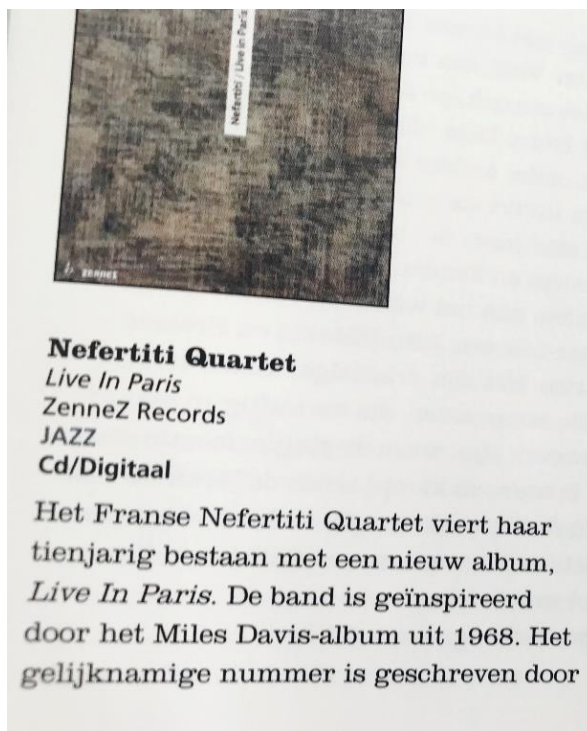 Nefertiti / Live in Paris
ZENNEZ
Nefertiti Quartet
Live In Paris
ZenneZ Records
JAZZ
Cd/Digitaal
Het Franse Nefertiti Quartet viert haar
tienjarig bestaan met een nieuw album,
Live In Paris. De band is geïnspireerd
door het Miles Davis-album uit 1968. Het
gelijknamige nummer is geschreven door